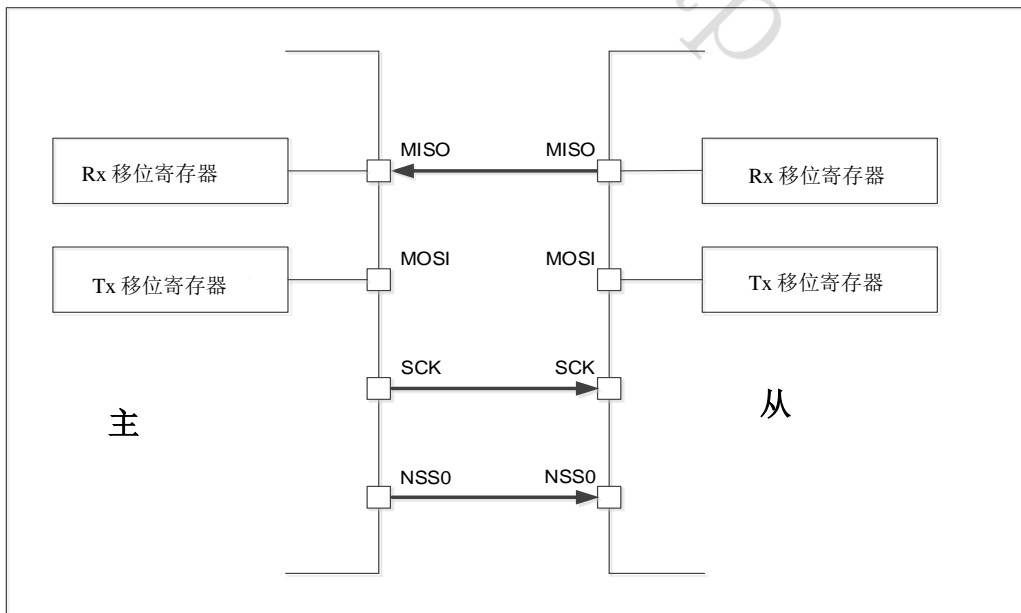 MISO MISO
Rx 移位寄存器 Rx 移位寄存器
MOSI MOSI
Tx 移位寄存器 Tx 移位寄存器
SCK SCK
主 从
NSS0 NSS0